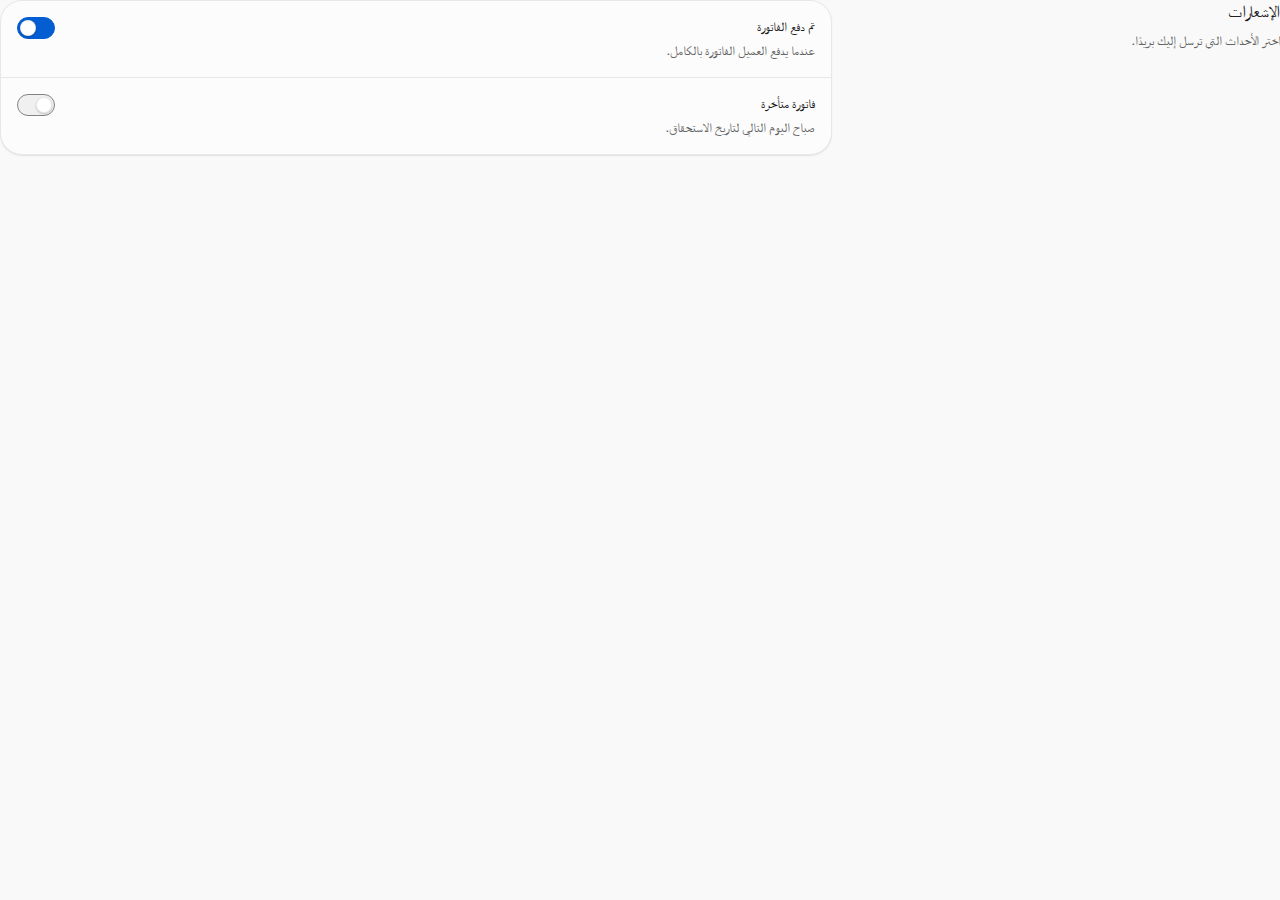 الإشعارات
اختر الأحداث التي ترسل إليك بريدًا.
تم دفع الفاتورة
عندما يدفع العميل الفاتورة بالكامل.
فاتورة متأخرة
صباح اليوم التالي لتاريخ الاستحقاق.